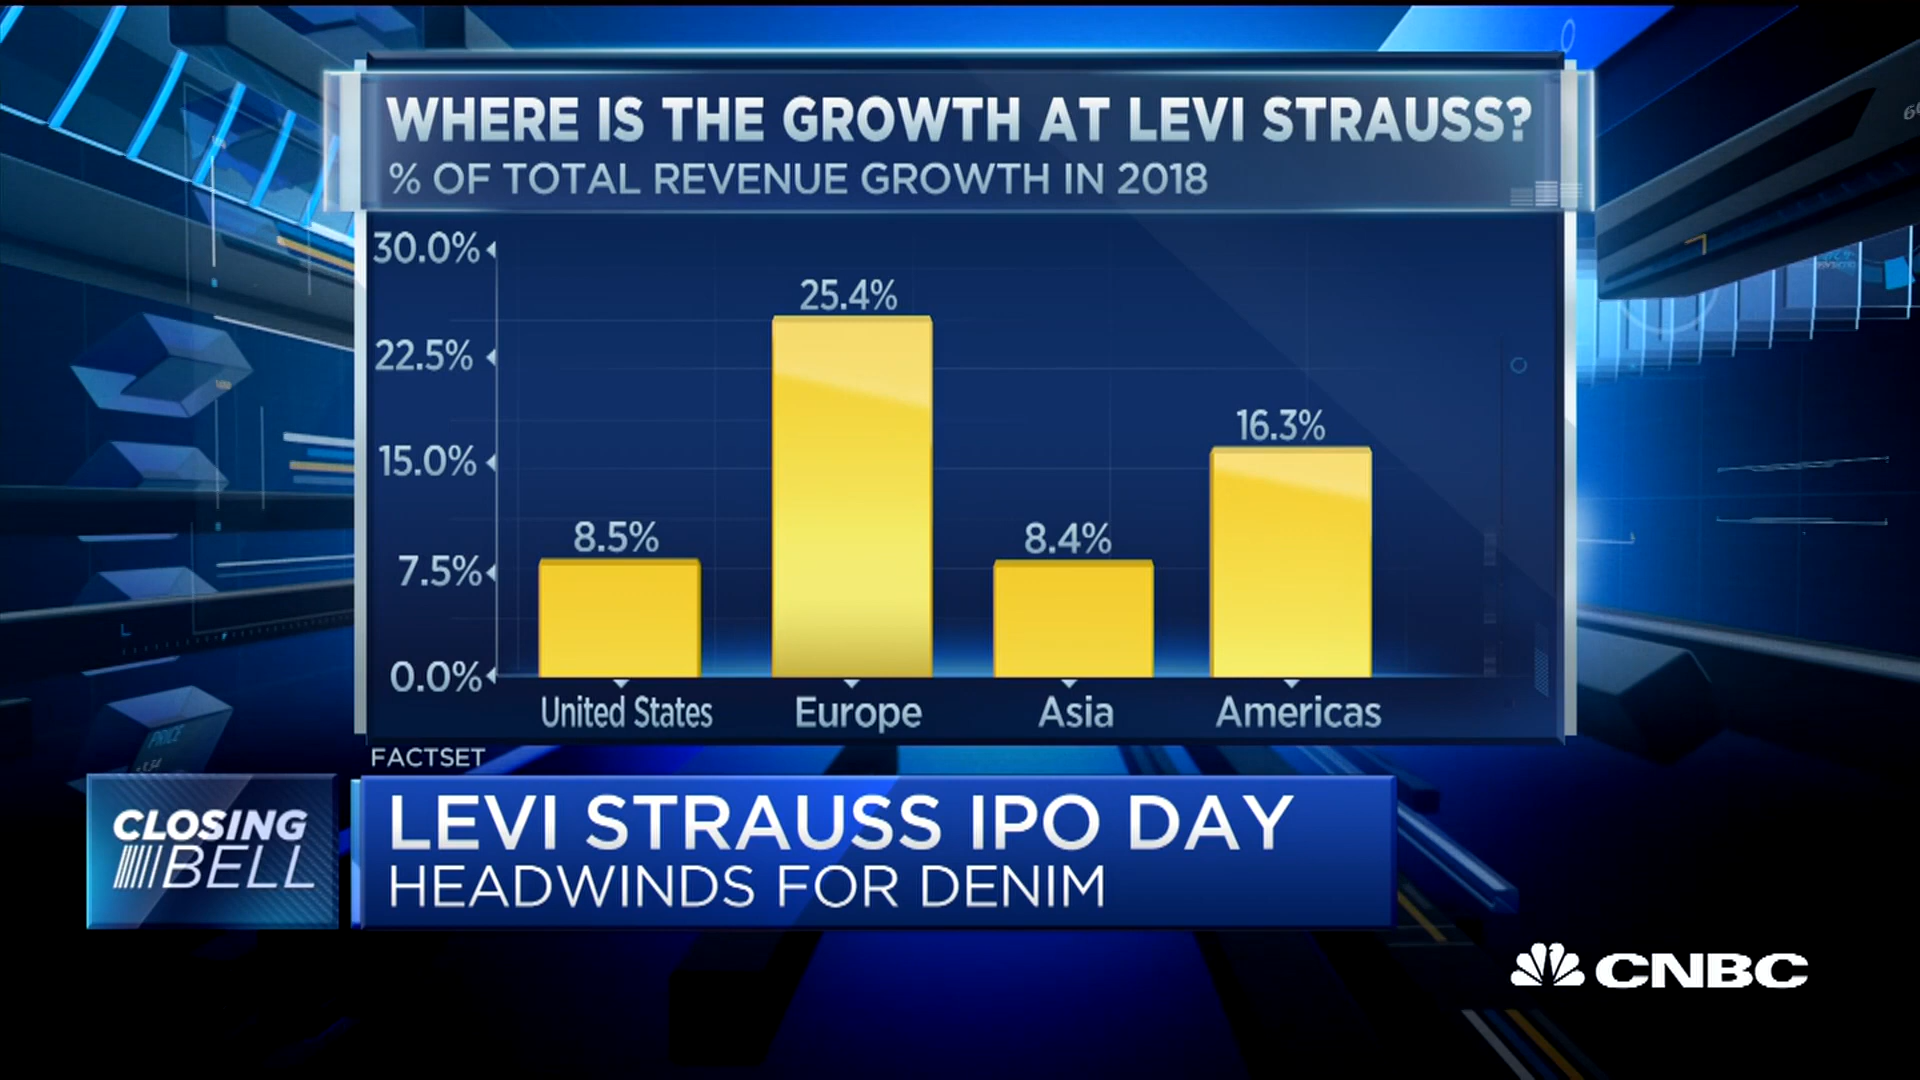 WHERE IS THE GROWTH AT LEVI STRAUSS?
% OF TOTAL REVENUE GROWTH IN 2018
30.0%
22.5%
15.0%
7.5%
0.0%
8.5%
25.4%
8.4%
16.3%
United States
Europe
Asia
Americas
FACTSET
CLOSING
BELL
LEVI STRAUSS IPO DAY
HEADWINDS FOR DENIM
CNBC
PRICE